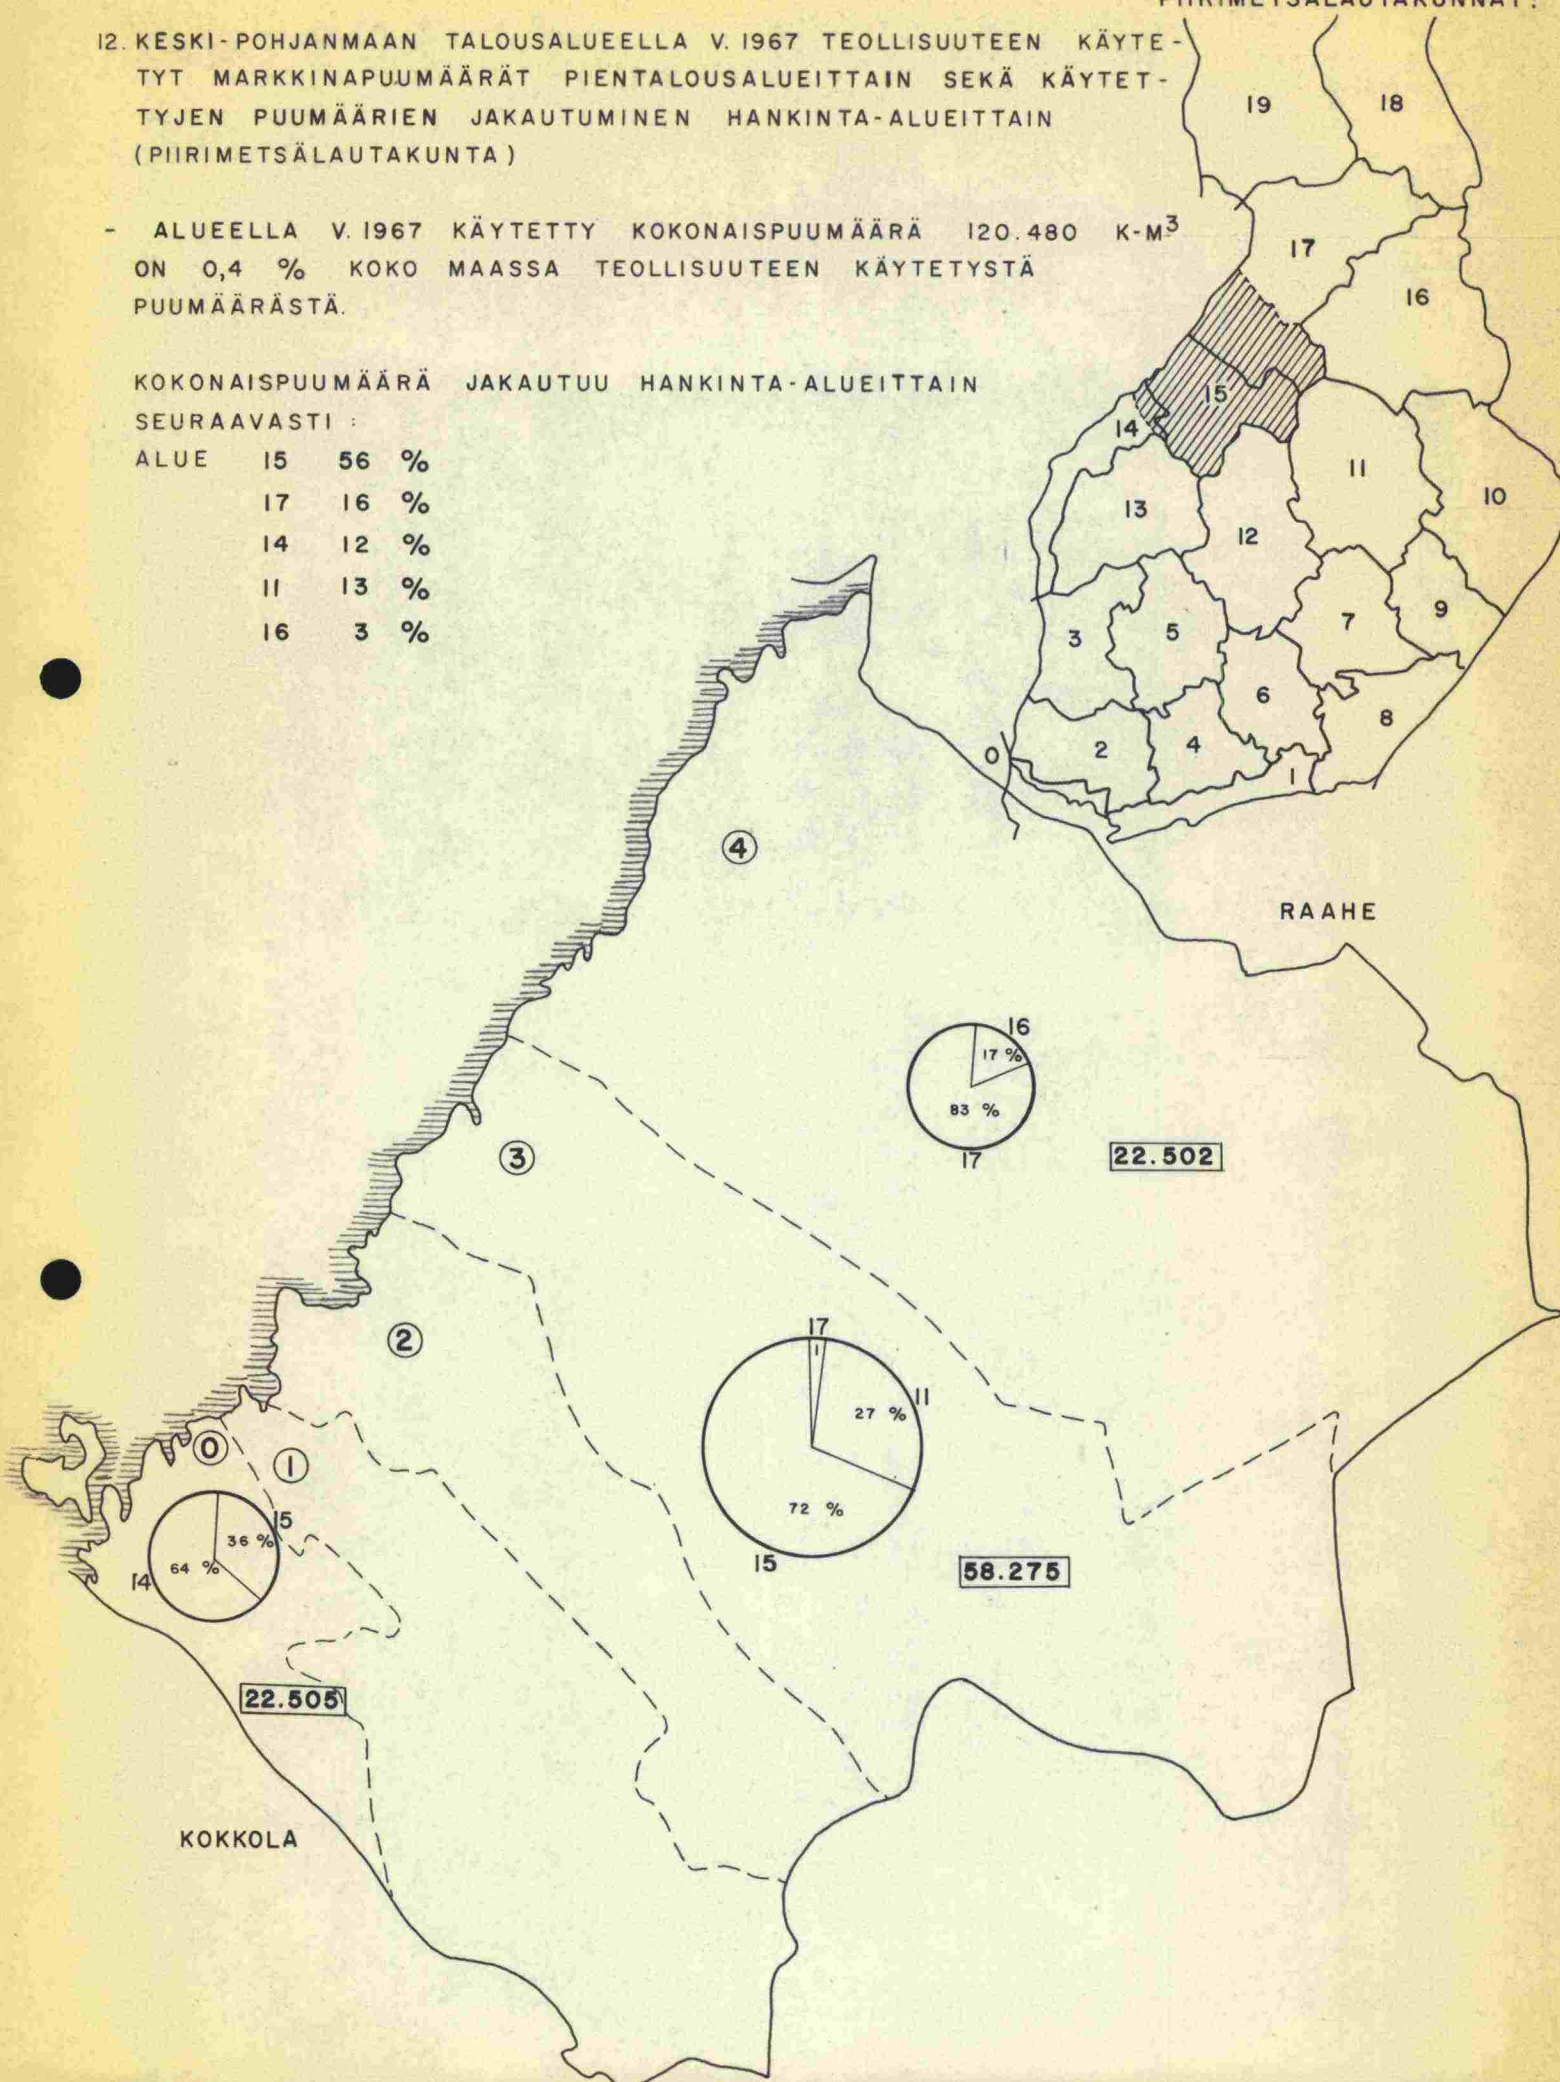 PIIRIMETSÄLAUTAKUNNAT:
12. KESKI-POHJANMAAN TALOUSALUEELLA V. 1967 TEOLLISUUTEEN KÄYTE-
TYT MARKKINAPUUMÄÄRÄT PIENTALOUSALUEITTAIN SEKÄ KÄYTET-
TYJEN PUUMÄÄRIEN JAKAUTUMINEN HANKINTA-ALUEITTAIN
(PIIRIMETSÄLAUTAKUNTA)
- ALUEELLA V. 1967 KÄYTETTY KOKONAISPUUMÄÄRÄ 120.480 K-M³
ON 0,4 % KOKO MAASSA TEOLLISUUTEEN KÄYTETYSTÄ
PUUMÄÄRÄSTÄ.
KOKONAISPUUMÄÄRÄ JAKAUTUU HANKINTA-ALUEITTAIN
SEURAAVASTI :
ALUE 15 56 %
17 16 %
14 12 %
11 13 %
16 3 %
19
18
17
16
15
14
11
10
13
12
9
7
5
3
6
8
2
4
0
1
4
RAAHE
16
17 %
83 %
17
22.502
3
2
17
1
11
27 %
72 %
15
58.275
0
1
15
36 %
64 %
14
22.505
KOKKOLA